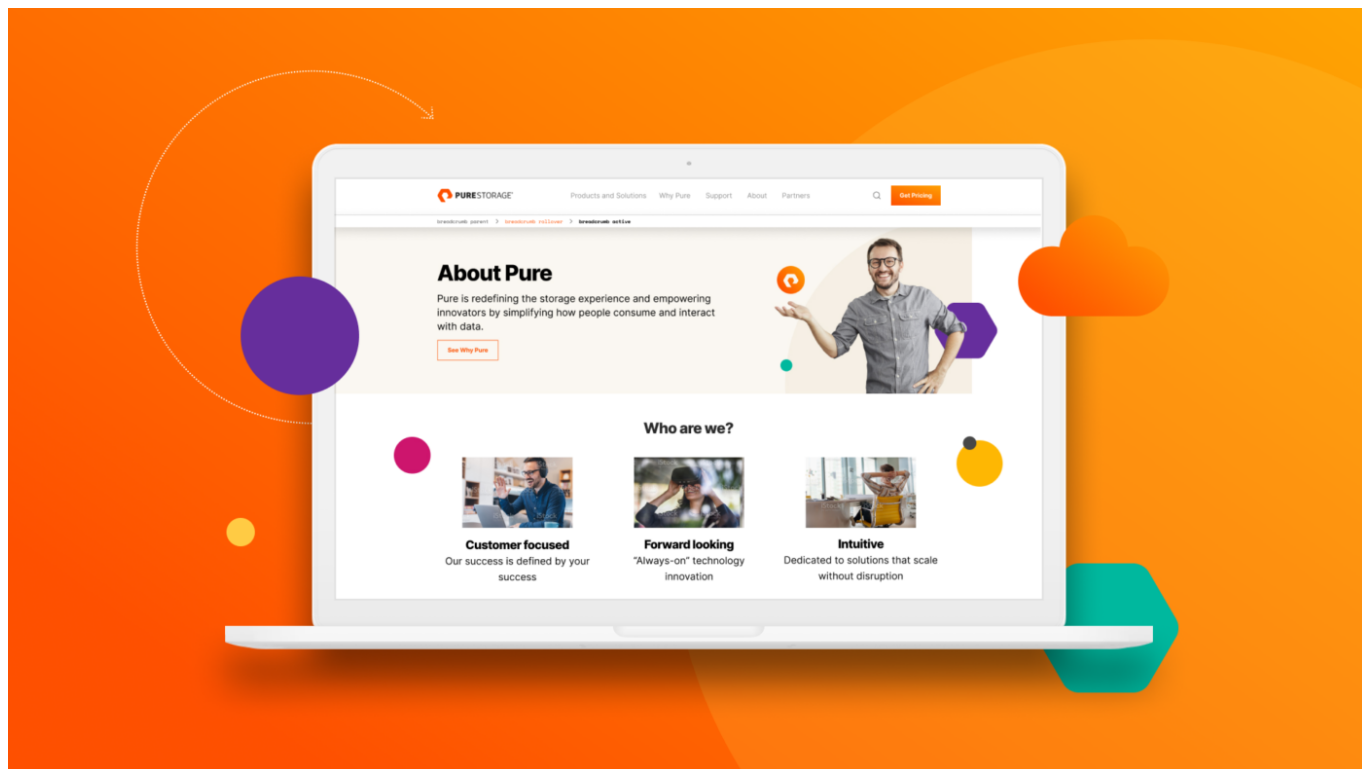 PURESTORAGE
Products and Solutions Why Pure Support About Partners
Get Pricing
breadcrumb parent > breadcrumb rollover > breadcrumb active
About Pure
Pure is redefining the storage experience and empowering
innovators by simplifying how people consume and interact
with data.
See Why Pure
Who are we?
Customer focused
Our success is defined by your
success
Forward looking
“Always-on” technology
innovation
Intuitive
Dedicated to solutions that scale
without disruption